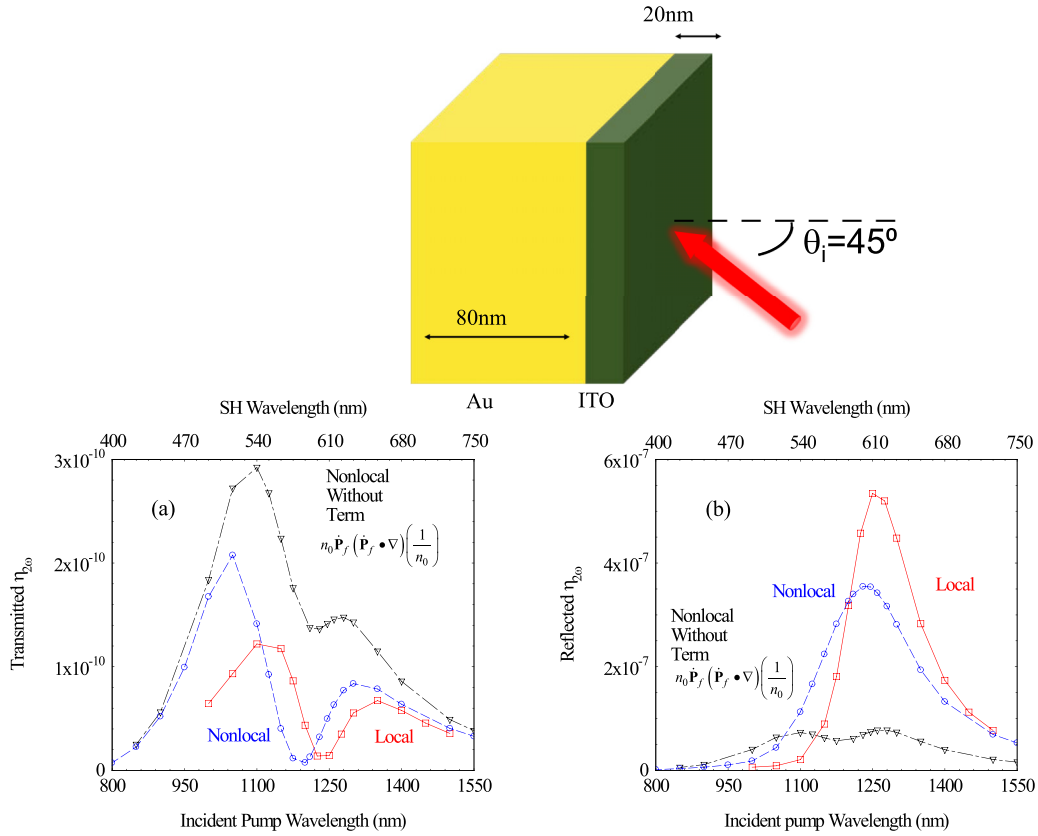 20nm
θi=45º
80nm
Au
ITO
SH Wavelength (nm)
400 470 540 610 680 750
3x10-10
2x10-10
1x10-10
0
Transmitted η2ω
(a)
Nonlocal
Without
Term
n0Ṗf (Ṗf •∇)(1/n0)
Nonlocal
Local
800 950 1100 1250 1400 1550
Incident Pump Wavelength (nm)
SH Wavelength (nm)
400 470 540 610 680 750
6x10-7
4x10-7
2x10-7
0
Reflected η2ω
(b)
Nonlocal
Local
Nonlocal
Without
Term
n0Ṗf (Ṗf •∇)(1/n0)
800 950 1100 1250 1400 1550
Incident pump Wavelength (nm)